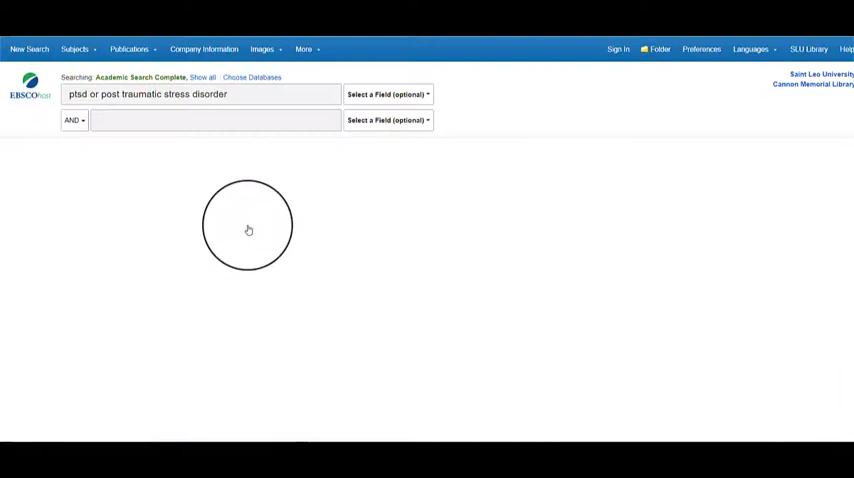 New Search Subjects Publications Company Information Images More Sign In Folder Preferences Languages SLU Library Help
Searching: Academic Search Complete, Show all Choose Databases
Saint Leo University
Cannon Memorial Library
EBSCOhost
ptsd or post traumatic stress disorder Select a Field (optional)
AND Select a Field (optional)